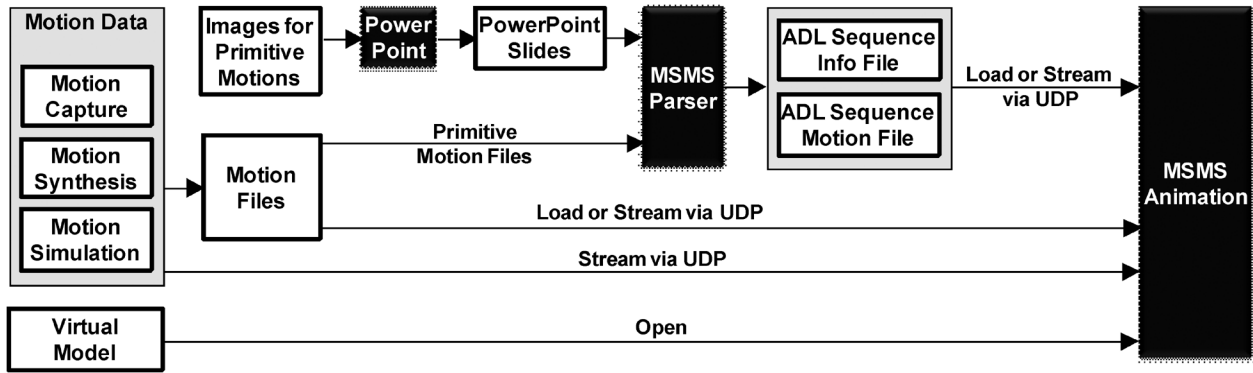 Motion Data
Motion
Capture
Motion
Synthesis
Motion
Simulation
Images for
Primitive
Motions
Power
Point
PowerPoint
Slides
Motion
Files
Primitive
Motion Files
MSMS
Parser
ADL Sequence
Info File
ADL Sequence
Motion File
Load or Stream
via UDP
Load or Stream via UDP
Stream via UDP
Virtual
Model
Open
MSMS
Animation